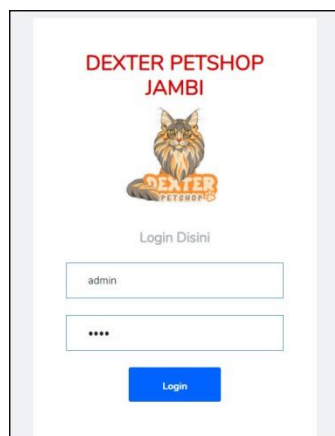 DEXTER PETSHOP
JAMBI
DEXTER
PETSHOP
Login Disini
admin
••••
Login